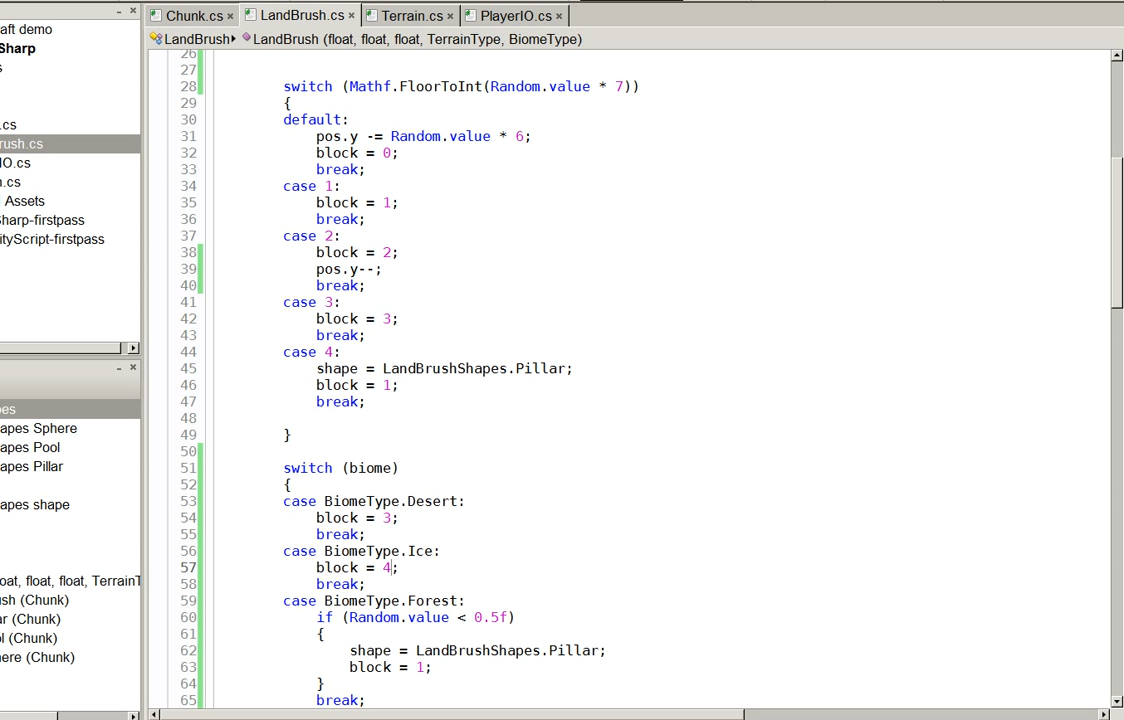 Chunk.cs × LandBrush.cs × Terrain.cs × PlayerIO.cs ×
LandBrush LandBrush (float, float, float, TerrainType, BiomeType)
aft demo
Sharp
s
.cs
rush.cs
IO.cs
n.cs
Assets
Sharp-firstpass
ityScript-firstpass
pes
apes Sphere
apes Pool
apes Pillar
apes shape
oat, float, float, TerrainT
ush (Chunk)
ar (Chunk)
ol (Chunk)
here (Chunk)
26
27
28 switch (Mathf.FloorToInt(Random.value * 7))
29 {
30 default:
31 pos.y -= Random.value * 6;
32 block = 0;
33 break;
34 case 1:
35 block = 1;
36 break;
37 case 2:
38 block = 2;
39 pos.y--;
40 break;
41 case 3:
42 block = 3;
43 break;
44 case 4:
45 shape = LandBrushShapes.Pillar;
46 block = 1;
47 break;
48
49 }
50
51 switch (biome)
52 {
53 case BiomeType.Desert:
54 block = 3;
55 break;
56 case BiomeType.Ice:
57 block = 4;
58 break;
59 case BiomeType.Forest:
60 if (Random.value < 0.5f)
61 {
62 shape = LandBrushShapes.Pillar;
63 block = 1;
64 }
65 break;